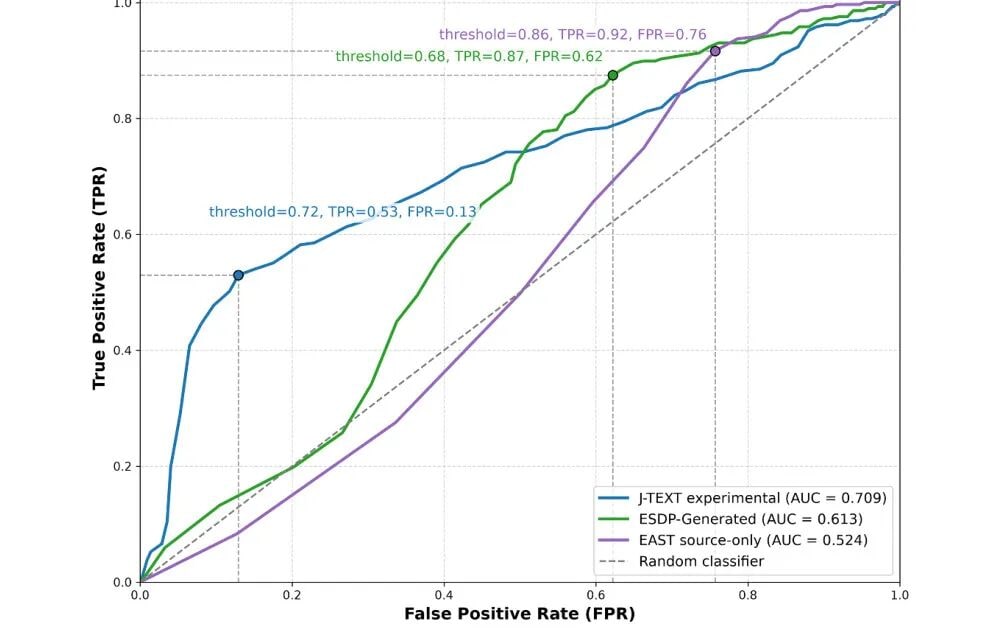 1.0
threshold=0.86, TPR=0.92, FPR=0.76
threshold=0.68, TPR=0.87, FPR=0.62
0.8
threshold=0.72, TPR=0.53, FPR=0.13
0.6
True Positive Rate (TPR)
0.4
0.2
J-TEXT experimental (AUC = 0.709)
ESDP-Generated (AUC = 0.613)
EAST source-only (AUC = 0.524)
Random classifier
0.0
0.0 0.2 0.4 0.6 0.8 1.0
False Positive Rate (FPR)